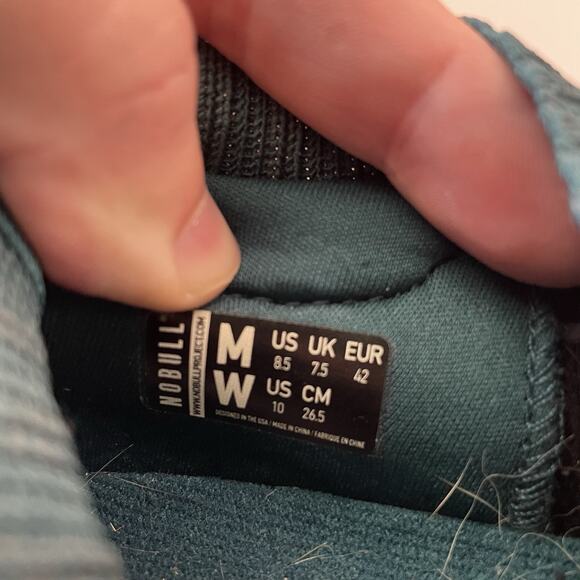 NOBULL
WWW.NOBULLPROJECT.COM
M US UK EUR
8.5 7.5 42
W US CM
10 26.5
DESIGNED IN THE USA / MADE IN CHINA / FABRIQUE EN CHINE